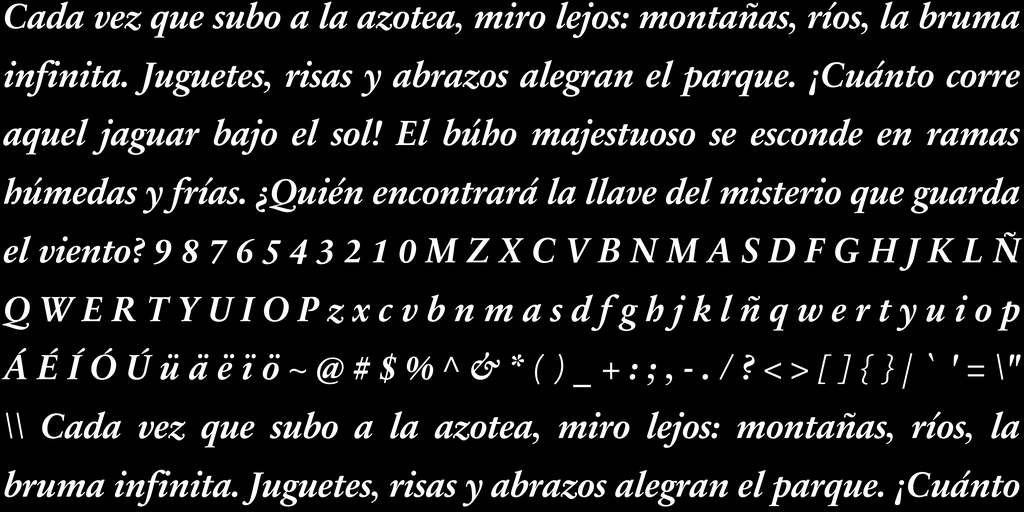 Cada vez que subo a la azotea, miro lejos: montañas, ríos, la bruma
infinita. Juguetes, risas y abrazos alegran el parque. ¡Cuánto corre
aquel jaguar bajo el sol! El búho majestuoso se esconde en ramas
húmedas y frías. ¿Quién encontrará la llave del misterio que guarda
el viento? 9 8 7 6 5 4 3 2 1 0 M Z X C V B N M A S D F G H J K L Ñ
Q W E R T Y U I O P z x c v b n m a s d f g h j k l ñ q w e r t y u i o p
Á É Í Ó Ú ü ä ë ï ö ~ @ # $ % ^ & * ( ) _ + : ; , - . / ? < > [ ] { } | ` ' = \"
\\ Cada vez que subo a la azotea, miro lejos: montañas, ríos, la
bruma infinita. Juguetes, risas y abrazos alegran el parque. ¡Cuánto